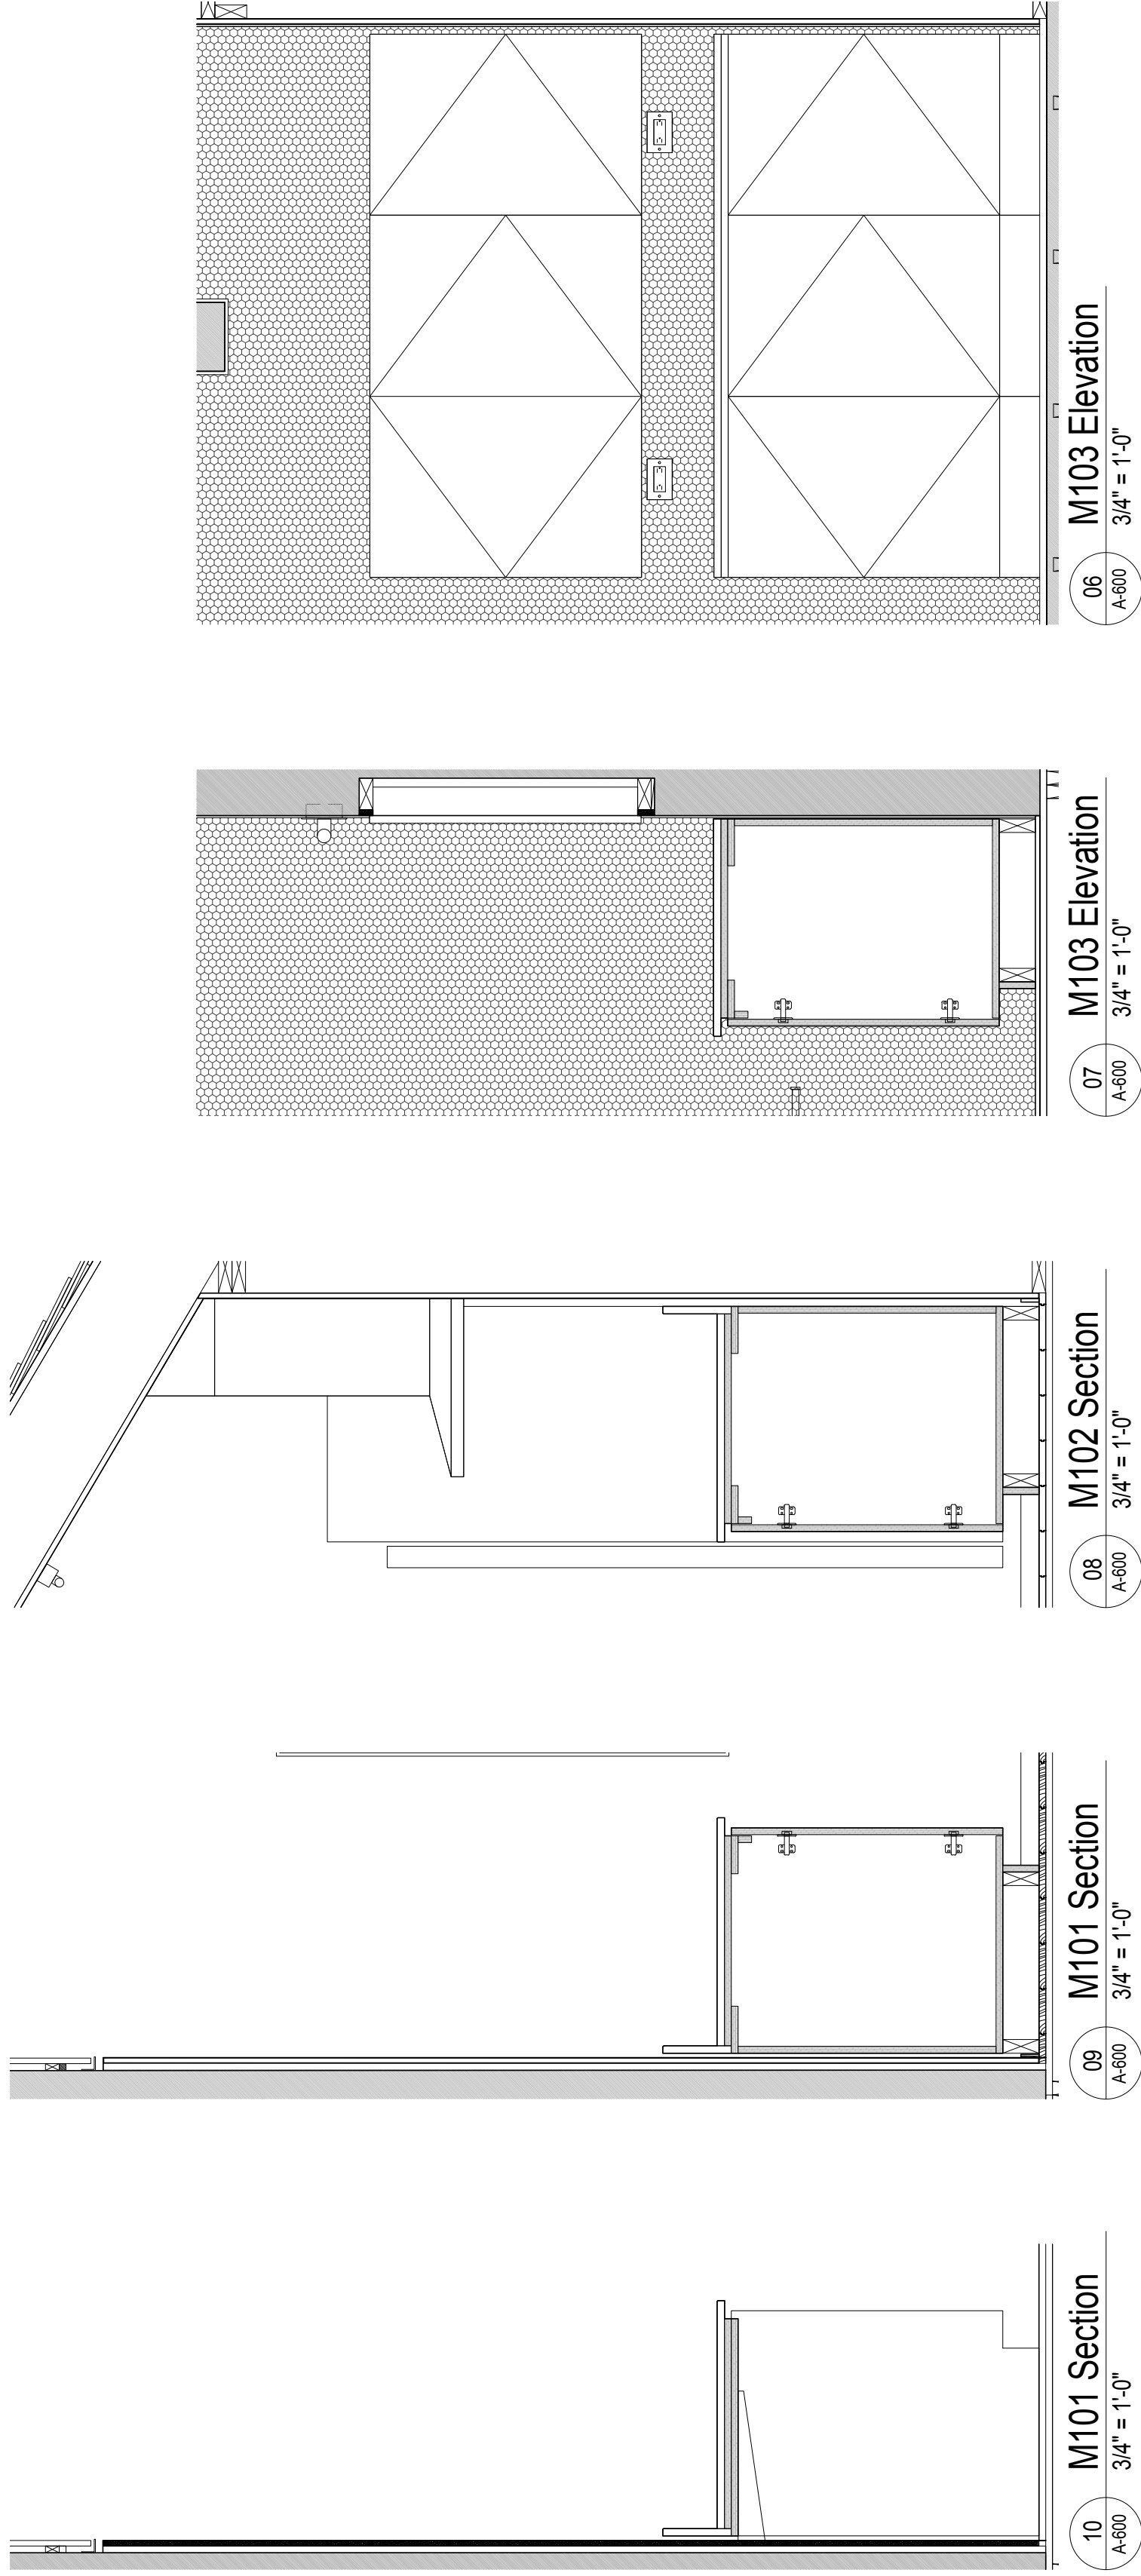 06
A-600
M103 Elevation
3/4" = 1'-0"
07
A-600
M103 Elevation
3/4" = 1'-0"
08
A-600
M102 Section
3/4" = 1'-0"
09
A-600
M101 Section
3/4" = 1'-0"
10
A-600
M101 Section
3/4" = 1'-0"